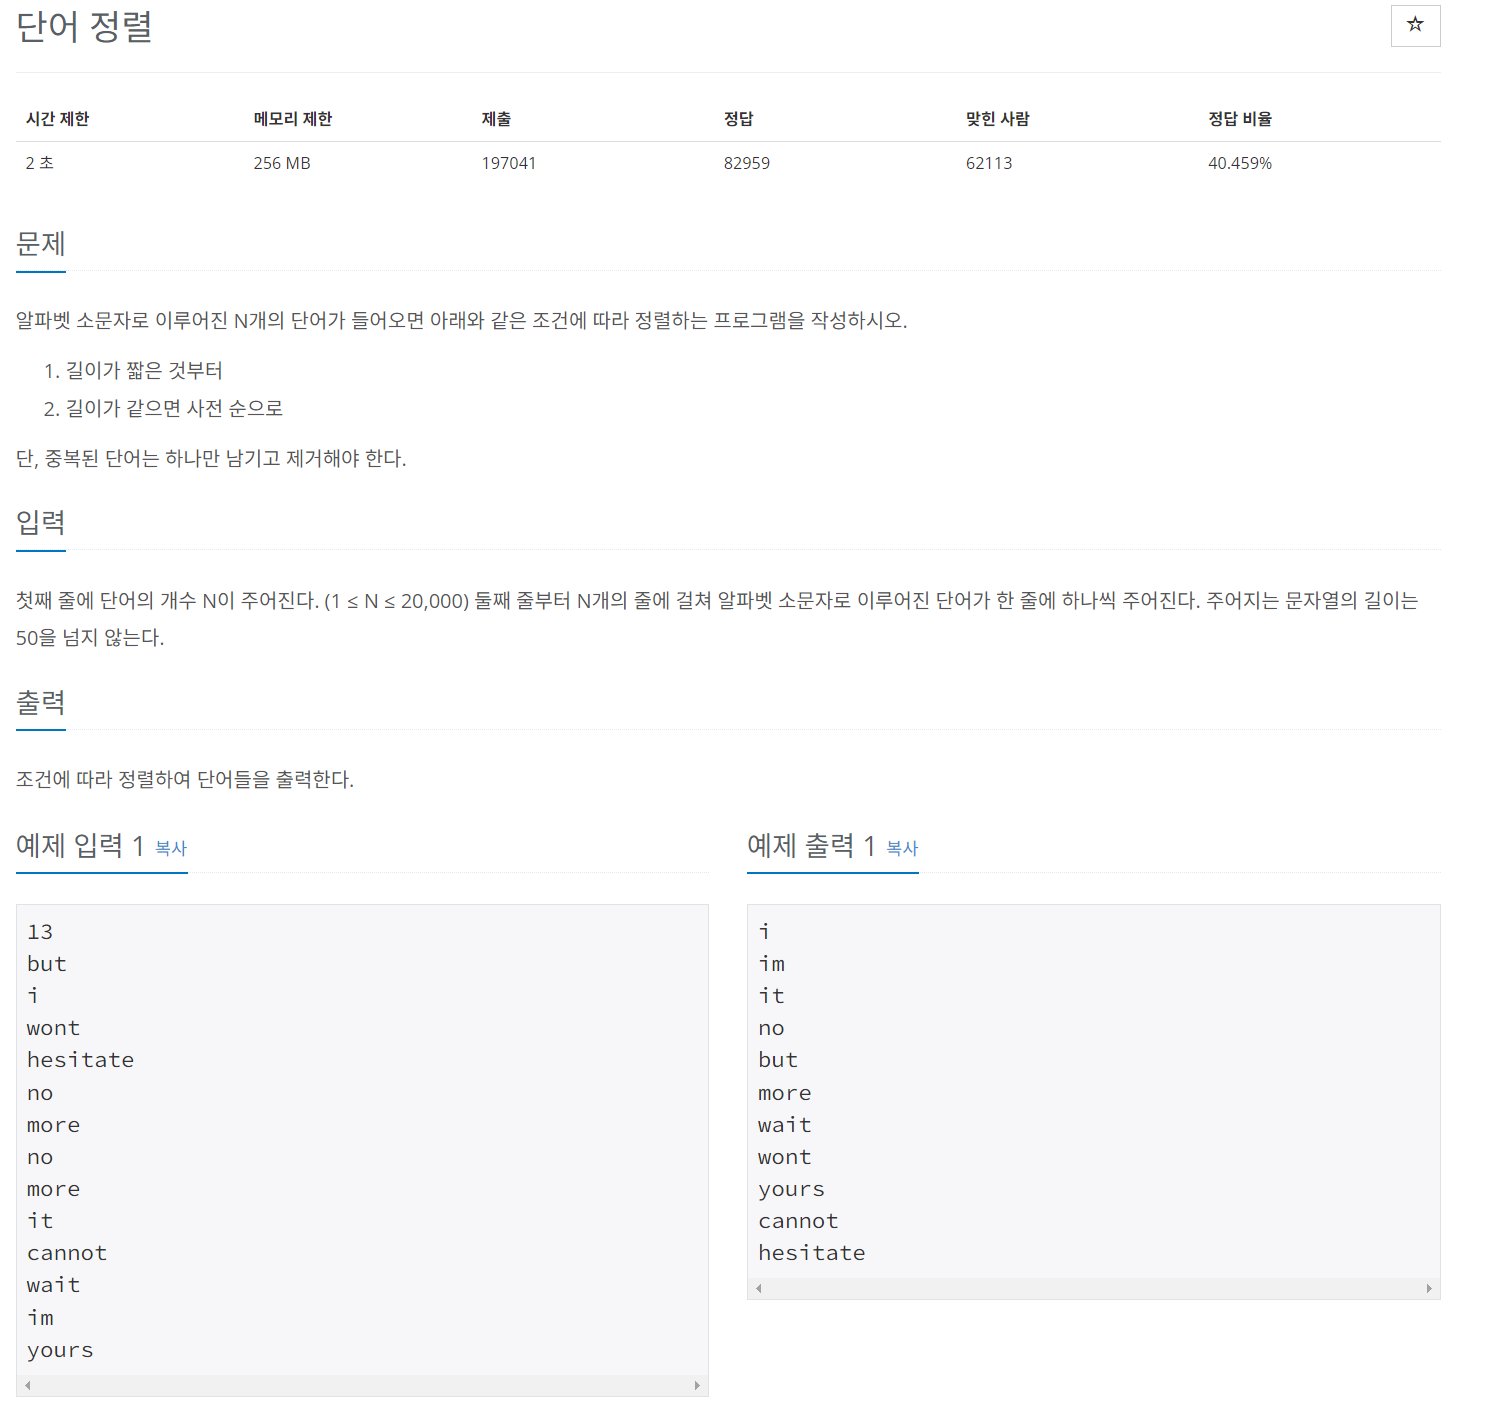 단어 정렬
☆
시간 제한 메모리 제한 제출 정답 맞힌 사람 정답 비율
2 초 256 MB 197041 82959 62113 40.459%
문제
알파벳 소문자로 이루어진 N개의 단어가 들어오면 아래와 같은 조건에 따라 정렬하는 프로그램을 작성하시오.
1. 길이가 짧은 것부터
2. 길이가 같으면 사전 순으로
단, 중복된 단어는 하나만 남기고 제거해야 한다.
입력
첫째 줄에 단어의 개수 N이 주어진다. (1 ≤ N ≤ 20,000) 둘째 줄부터 N개의 줄에 걸쳐 알파벳 소문자로 이루어진 단어가 한 줄에 하나씩 주어진다. 주어지는 문자열의 길이는
50을 넘지 않는다.
출력
조건에 따라 정렬하여 단어들을 출력한다.
예제 입력 1 복사
13
but
i
wont
hesitate
no
more
no
more
it
cannot
wait
im
yours
예제 출력 1 복사
i
im
it
no
but
more
wait
wont
yours
cannot
hesitate